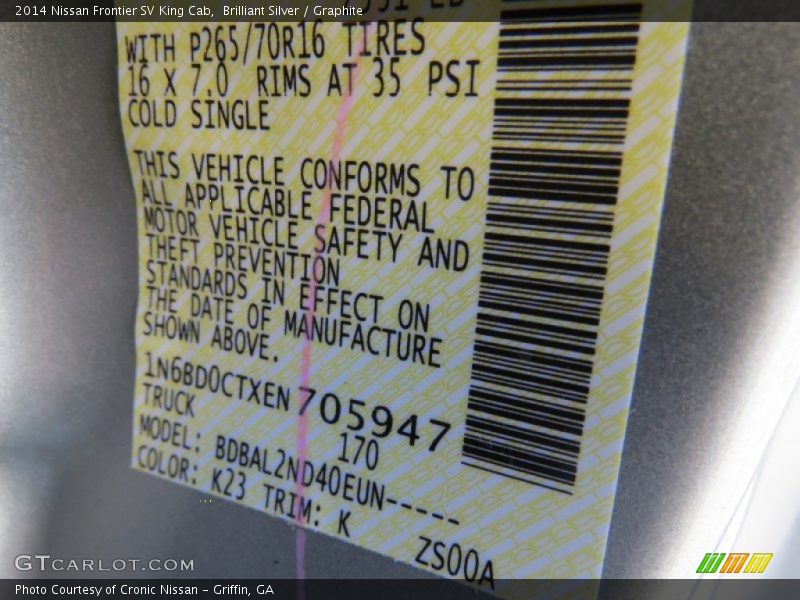 2014 Nissan Frontier SV King Cab, Brilliant Silver / Graphite
WITH P265/70R16 TIRES
16 X 7.0 RIMS AT 35 PSI
COLD SINGLE
THIS VEHICLE CONFORMS TO
ALL APPLICABLE FEDERAL
MOTOR VEHICLE SAFETY AND
THEFT PREVENTION
STANDARDS IN EFFECT ON
THE DATE OF MANUFACTURE
SHOWN ABOVE.
1N6BD0CTXEN705947
TRUCK 170
MODEL: BDBAL2ND40EUN-----
COLOR: K23 TRIM: K
ZS00A
GTCARLOT.COM
Photo Courtesy of Cronic Nissan - Griffin, GA